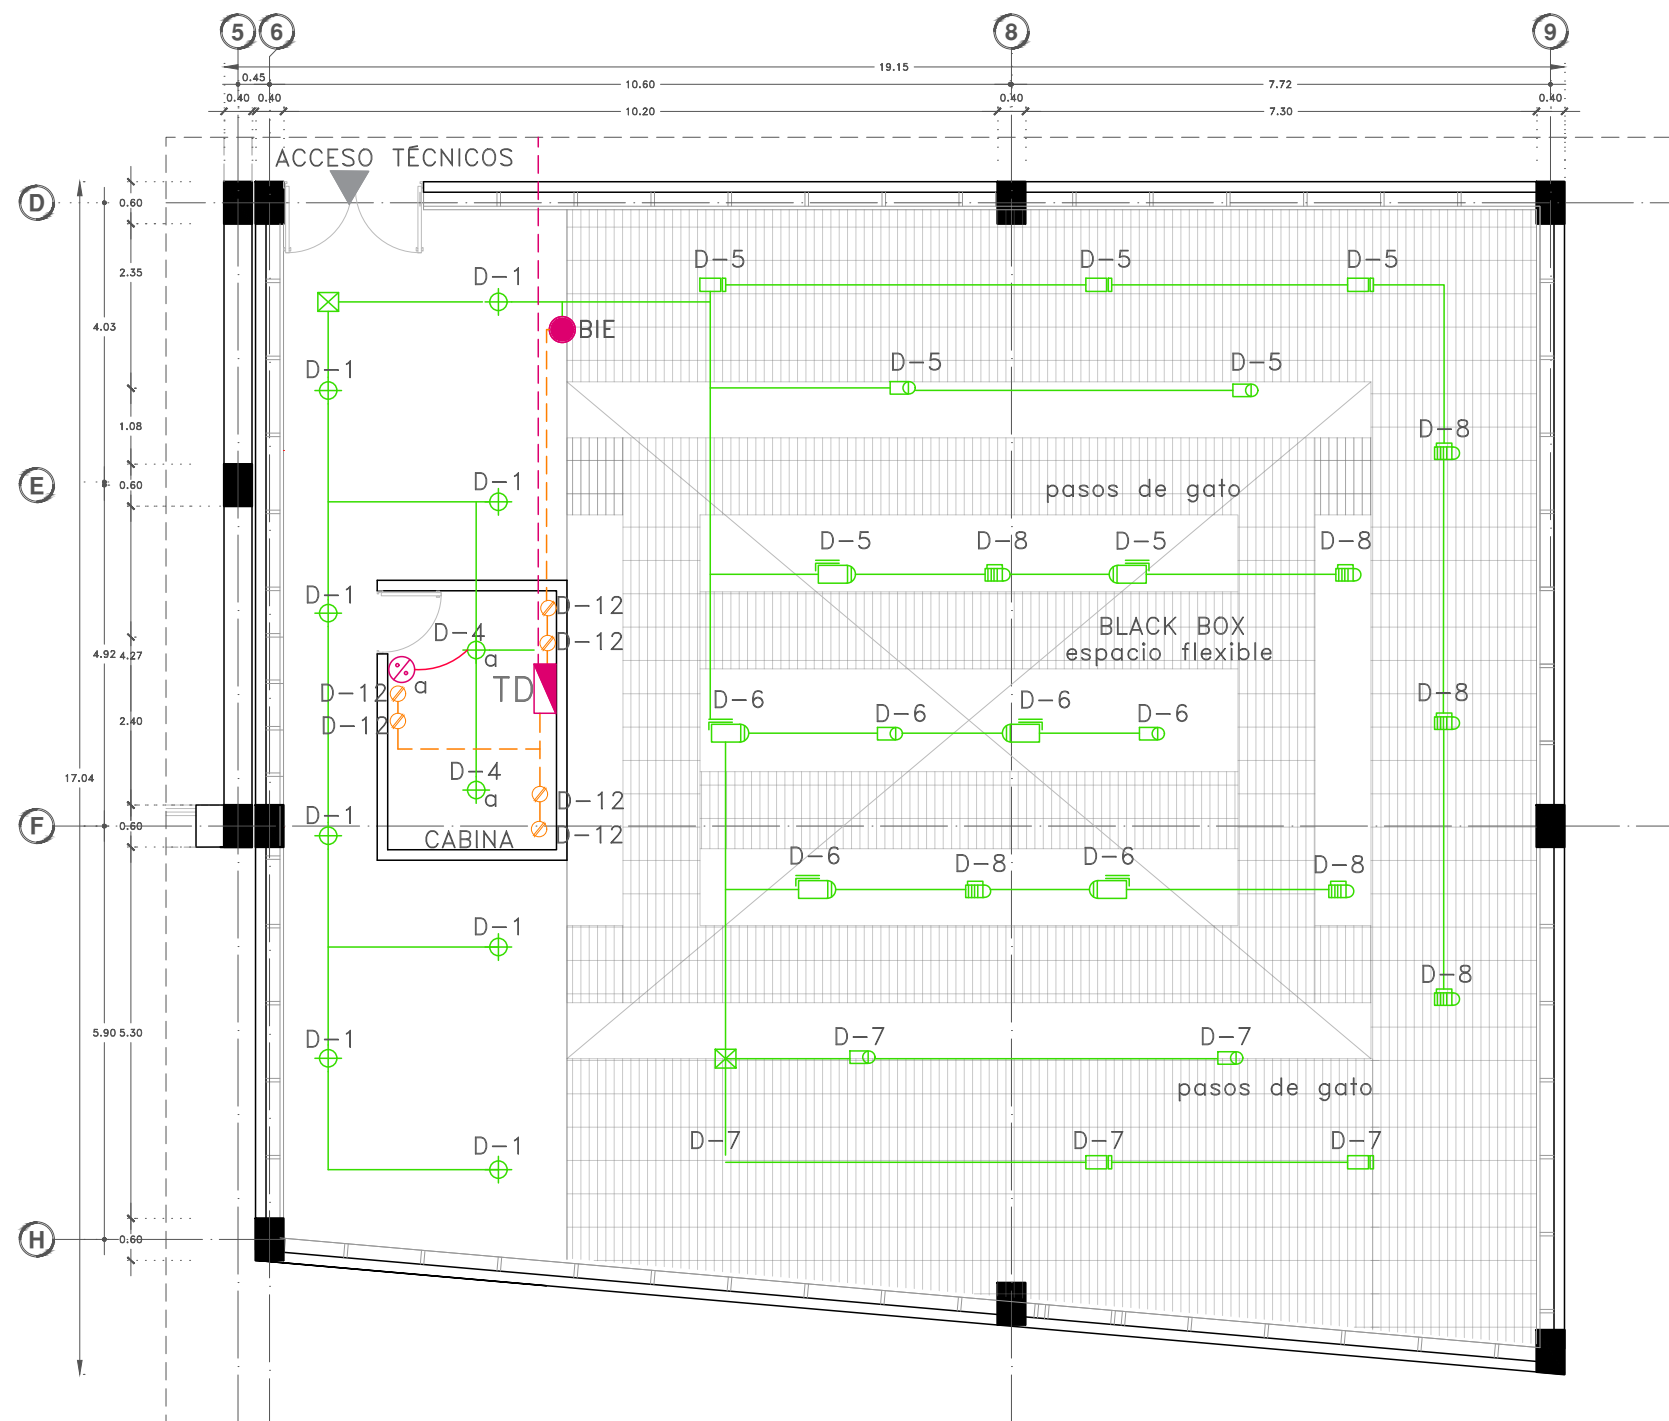 5 6 8 9
19.15
0.45 10.60 7.72
0.40 0.40 10.20 0.40 7.30 0.40
ACCESO TÉCNICOS
D
0.60
2.35
4.03
D-1
D-5 D-5 D-5
BIE
D-1
D-5 D-5
1.08
D-8
E
0.60
D-1
pasos de gato
D-5 D-8 D-5 D-8
D-1
D-12
D-4
a
D-12
BLACK BOX
espacio flexible
4.92 4.27
a
TD
D-12
D-12
D-6 D-6 D-6 D-6
D-8
2.40
17.04
D-4
a
D-12
F
0.60
D-1
CABINA
D-12
D-6 D-8 D-6 D-8
D-1
D-8
5.90 5.30
D-1
D-7 D-7
pasos de gato
D-1
D-7 D-7 D-7
H
0.60